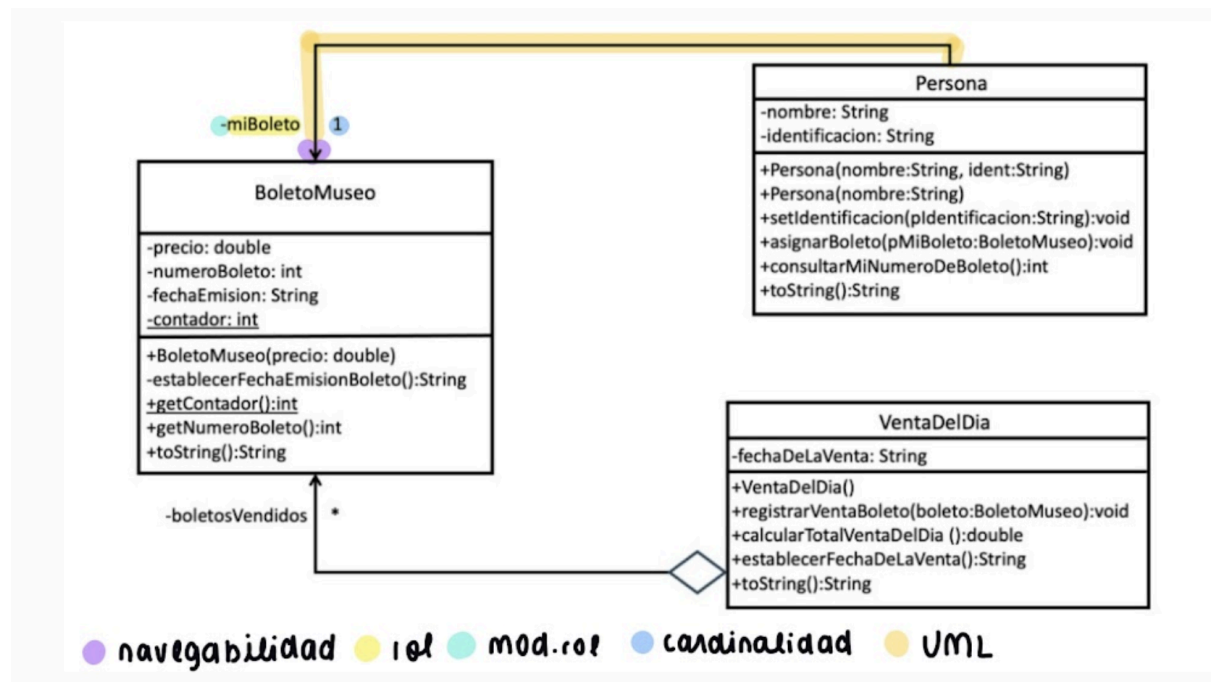 Persona
-nombre: String
-identificacion: String
+Persona(nombre:String, ident:String)
+Persona(nombre:String)
+setIdentificacion(pIdentificacion:String):void
+asignarBoleto(pMiBoleto:BoletoMuseo):void
+consultarMiNumeroDeBoleto():int
+toString():String
-miBoleto 1
BoletoMuseo
-precio: double
-numeroBoleto: int
-fechaEmision: String
-contador: int
+BoletoMuseo(precio: double)
-establecerFechaEmisionBoleto():String
+getContador():int
+getNumeroBoleto():int
+toString():String
-boletosVendidos *
VentaDelDia
-fechaDeLaVenta: String
+VentaDelDia()
+registrarVentaBoleto(boleto:BoletoMuseo):void
+calcularTotalVentaDelDia ():double
+establecerFechaDeLaVenta():String
+toString():String
navegabilidad rol mod.rol cardinalidad UML